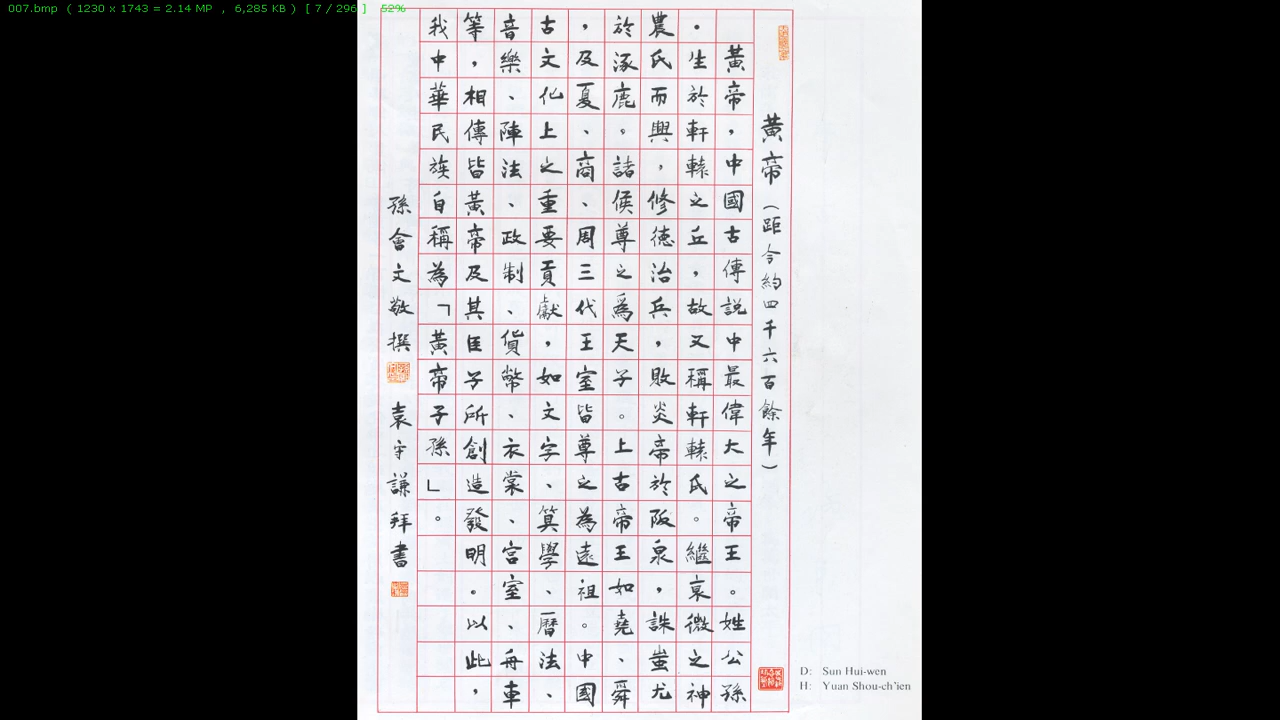 007.bmp ( 1230 x 1743 = 2.14 MP , 6,285 KB ) [ 7 / 296 ] 52%
黃帝（距今約四千六百餘年）
黃帝，中國古傳說中最偉大之帝王。姓公孫
。生於軒轅之丘，故又稱軒轅氏。繼衰微之神
農氏而興，修德治兵，敗炎帝於阪泉，誅蚩尤
於涿鹿。諸侯尊之爲天子。上古帝王如堯、舜
，及夏、商、周三代王室皆尊之為遠祖。中國
古文化上之重要貢獻，如文字、算學、曆法、
音樂、陣法、政制、貨幣、衣裳、宮室、舟車
等，相傳皆黃帝及其臣子所創造發明。以此，
我中華民族自稱為「黃帝子孫」。
孫會文敬撰 袁守謙拜書
D: Sun Hui-wen
H: Yuan Shou-ch'ien